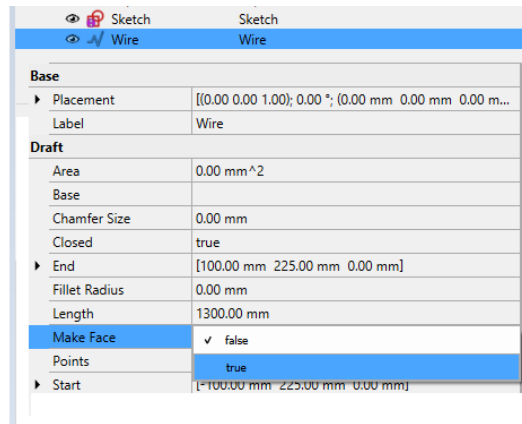 Sketch Sketch
Wire Wire
Base
Placement [(0.00 0.00 1.00); 0.00 °; (0.00 mm 0.00 mm 0.00 m...
Label Wire
Draft
Area 0.00 mm^2
Base
Chamfer Size 0.00 mm
Closed true
End [100.00 mm 225.00 mm 0.00 mm]
Fillet Radius 0.00 mm
Length 1300.00 mm
Make Face ✓ false
Points true
Start [-100.00 mm 225.00 mm 0.00 mm]